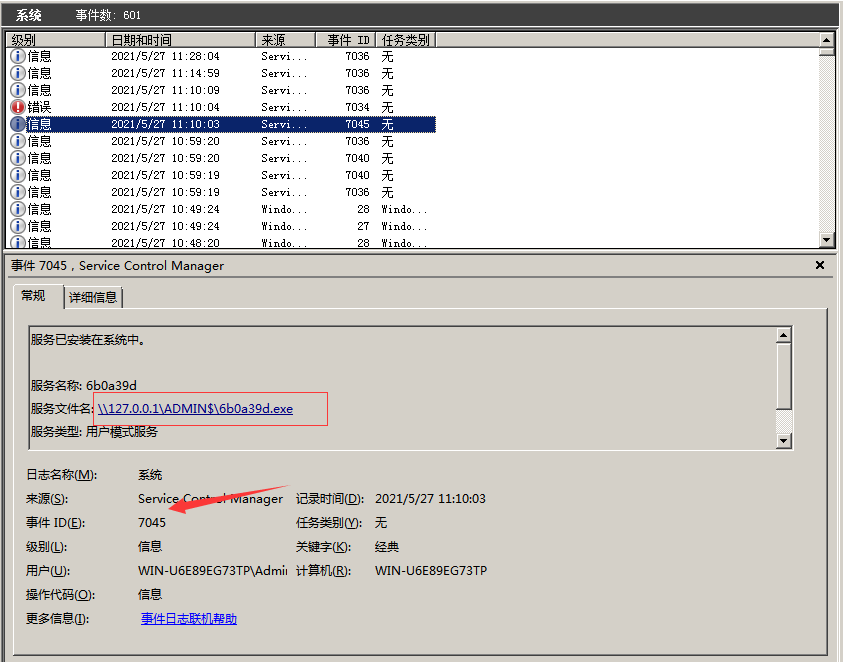 系统 事件数: 601
级别 日期和时间 来源 事件 ID 任务类别
信息 2021/5/27 11:28:04 Servi... 7036 无
信息 2021/5/27 11:14:59 Servi... 7036 无
信息 2021/5/27 11:10:09 Servi... 7036 无
错误 2021/5/27 11:10:04 Servi... 7034 无
信息 2021/5/27 11:10:03 Servi... 7045 无
信息 2021/5/27 10:59:20 Servi... 7036 无
信息 2021/5/27 10:59:20 Servi... 7040 无
信息 2021/5/27 10:59:19 Servi... 7040 无
信息 2021/5/27 10:59:19 Servi... 7036 无
信息 2021/5/27 10:49:24 Windo... 28 Windo...
信息 2021/5/27 10:49:24 Windo... 27 Windo...
信息 2021/5/27 10:48:20 Windo... 28 Windo...
事件 7045，Service Control Manager
常规 详细信息
服务已安装在系统中。
服务名称: 6b0a39d
服务文件名: \\127.0.0.1\ADMIN$\6b0a39d.exe
服务类型: 用户模式服务
日志名称(M): 系统
来源(S): Service Control Manager 记录时间(D): 2021/5/27 11:10:03
事件 ID(E): 7045 任务类别(Y): 无
级别(L): 信息 关键字(K): 经典
用户(U): WIN-U6E89EG73TP\Admin 计算机(R): WIN-U6E89EG73TP
操作代码(O): 信息
更多信息(I): 事件日志联机帮助